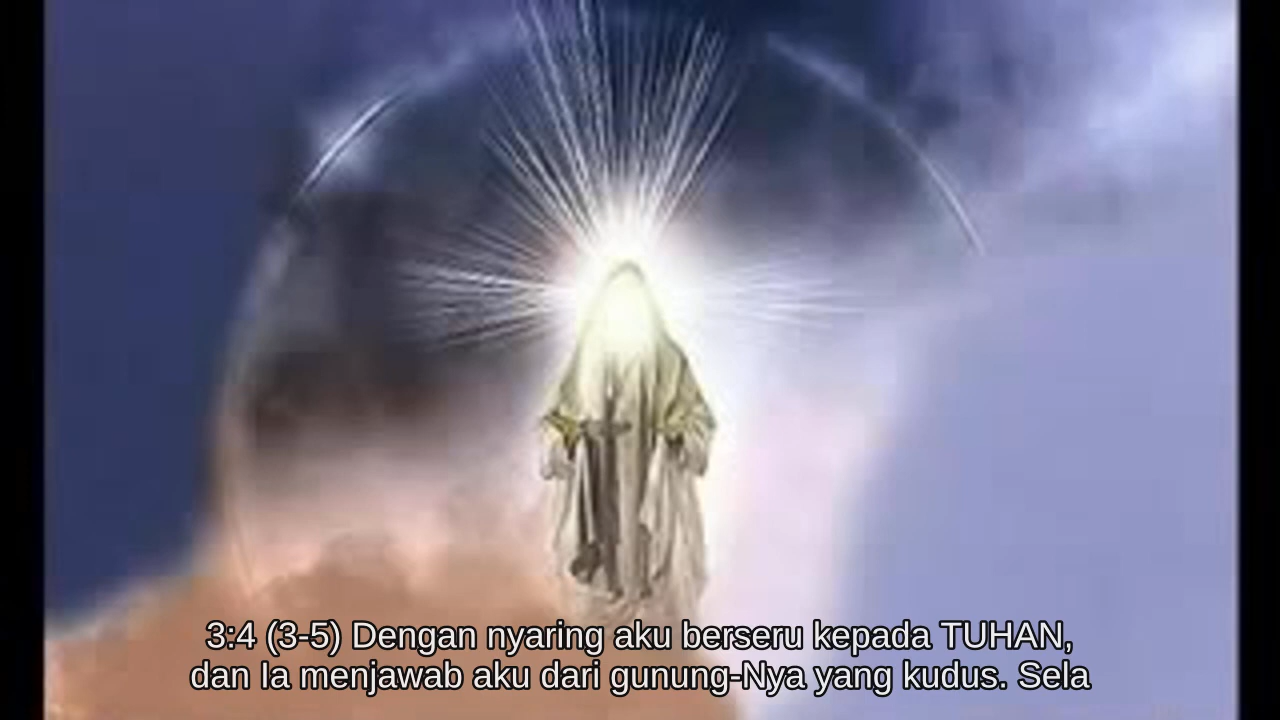 3:4 (3-5) Dengan nyaring aku berseru kepada TUHAN,
dan Ia menjawab aku dari gunung-Nya yang kudus. Sela